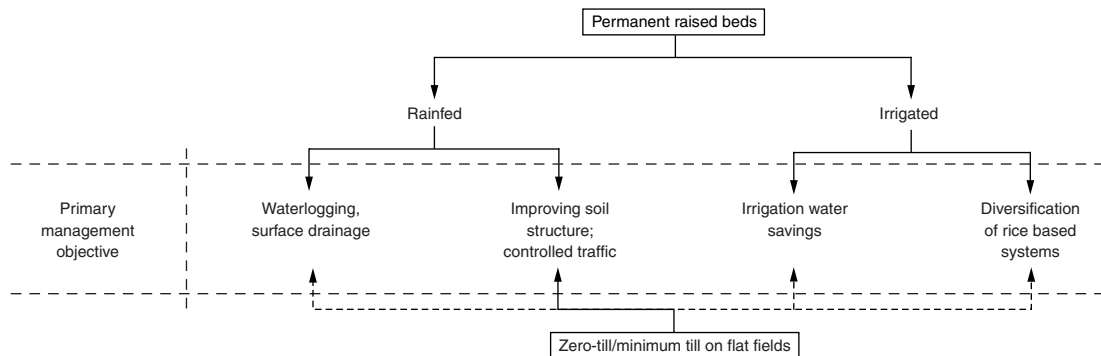 Permanent raised beds
Rainfed
Irrigated
Primary
management
objective
Waterlogging,
surface drainage
Improving soil
structure;
controlled traffic
Irrigation water
savings
Diversification
of rice based
systems
Zero-till/minimum till on flat fields